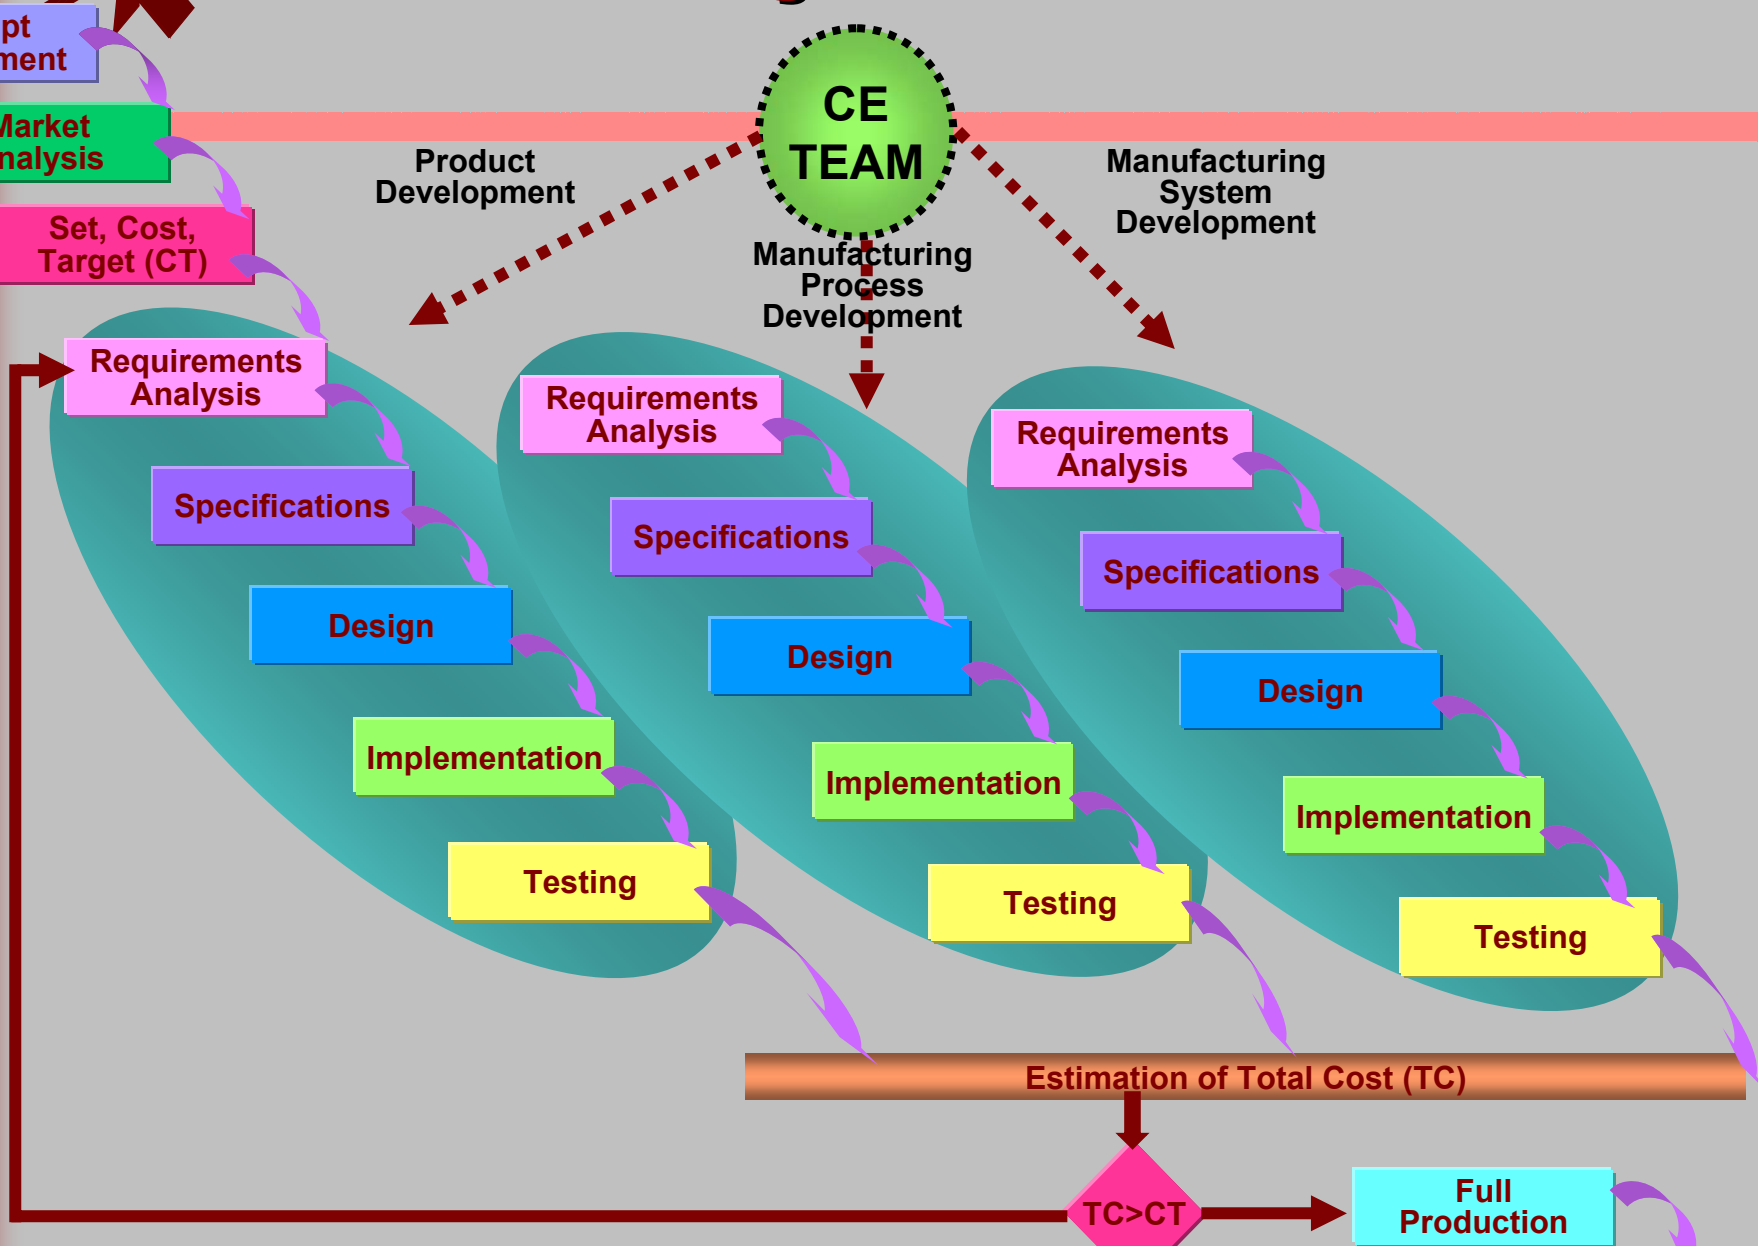 pt
ment
Market
nalysis
Set, Cost,
Target (CT)
CE
TEAM
Product
Development
Manufacturing
Process
Development
Manufacturing
System
Development
Requirements
Analysis
Specifications
Design
Implementation
Testing
Requirements
Analysis
Specifications
Design
Implementation
Testing
Requirements
Analysis
Specifications
Design
Implementation
Testing
Estimation of Total Cost (TC)
TC>CT
Full
Production